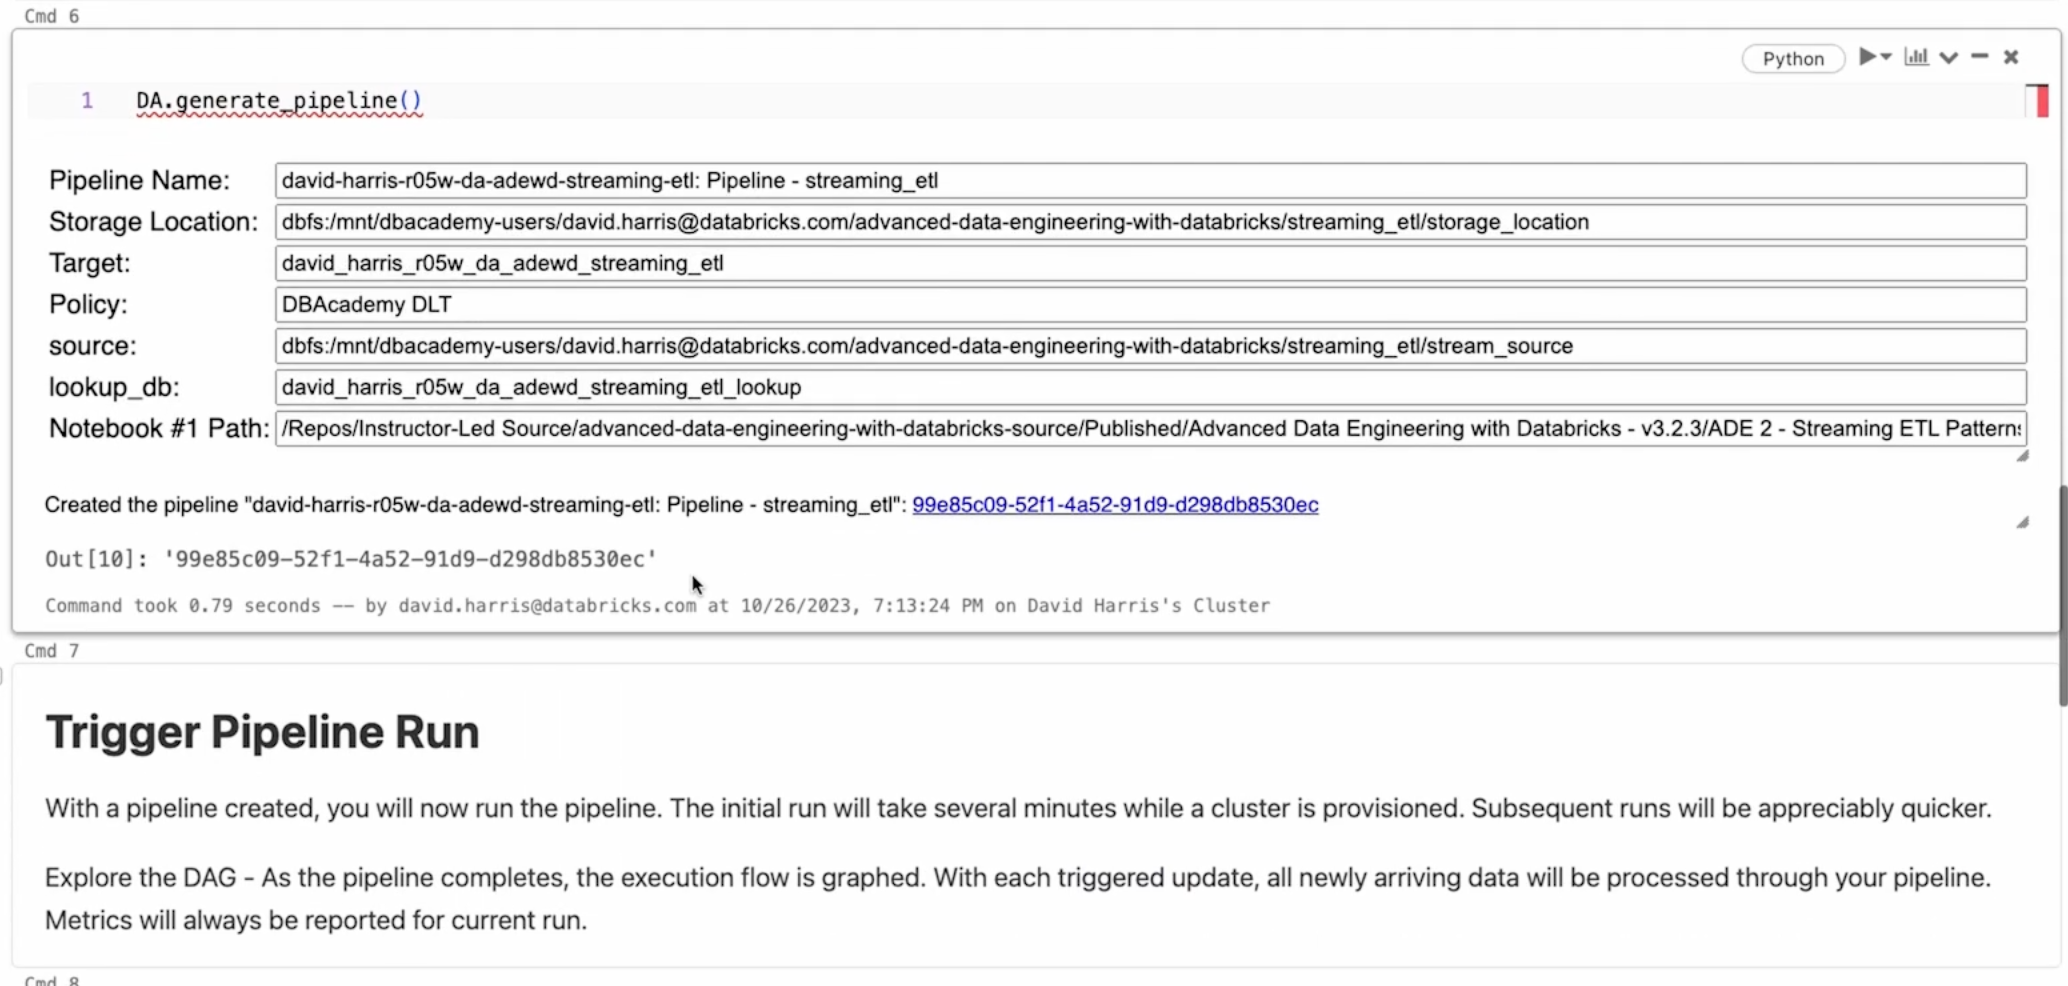 Cmd 6
Python
1 DA.generate_pipeline()
Pipeline Name: david-harris-r05w-da-adewd-streaming-etl: Pipeline - streaming_etl
Storage Location: dbfs:/mnt/dbacademy-users/david.harris@databricks.com/advanced-data-engineering-with-databricks/streaming_etl/storage_location
Target: david_harris_r05w_da_adewd_streaming_etl
Policy: DBAcademy DLT
source: dbfs:/mnt/dbacademy-users/david.harris@databricks.com/advanced-data-engineering-with-databricks/streaming_etl/stream_source
lookup_db: david_harris_r05w_da_adewd_streaming_etl_lookup
Notebook #1 Path: /Repos/Instructor-Led Source/advanced-data-engineering-with-databricks-source/Published/Advanced Data Engineering with Databricks - v3.2.3/ADE 2 - Streaming ETL Patterns
Created the pipeline "david-harris-r05w-da-adewd-streaming-etl: Pipeline - streaming_etl": 99e85c09-52f1-4a52-91d9-d298db8530ec
Out[10]: '99e85c09-52f1-4a52-91d9-d298db8530ec'
Command took 0.79 seconds -- by david.harris@databricks.com at 10/26/2023, 7:13:24 PM on David Harris's Cluster
Cmd 7
Trigger Pipeline Run
With a pipeline created, you will now run the pipeline. The initial run will take several minutes while a cluster is provisioned. Subsequent runs will be appreciably quicker.
Explore the DAG - As the pipeline completes, the execution flow is graphed. With each triggered update, all newly arriving data will be processed through your pipeline.
Metrics will always be reported for current run.
Cmd 8